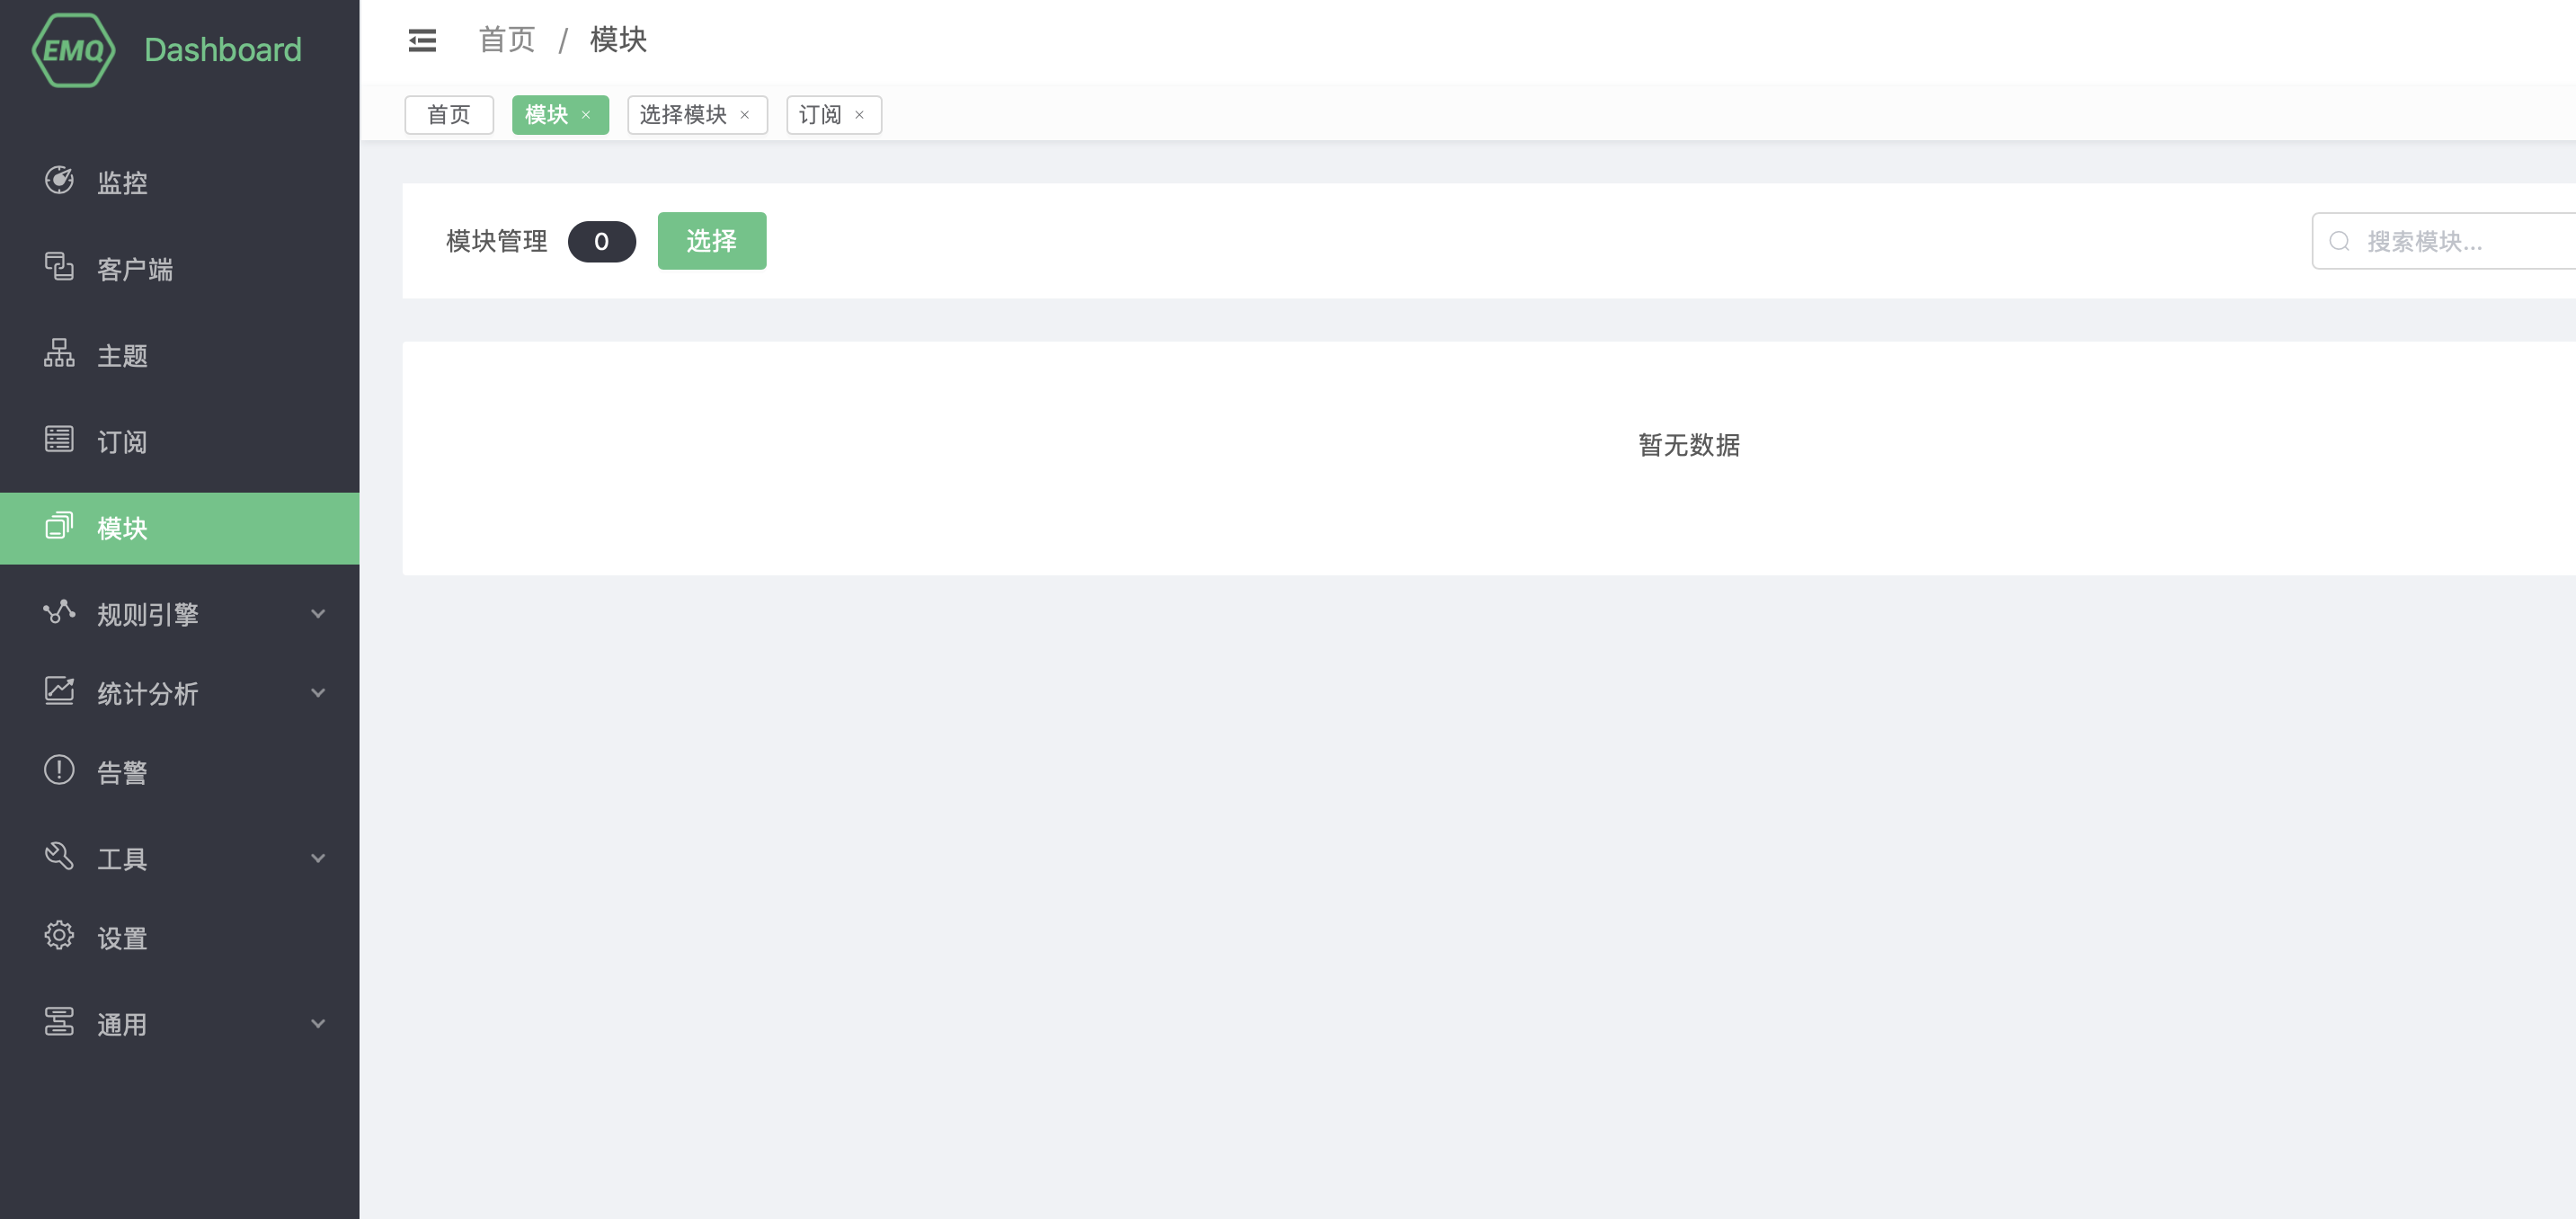 EMQ Dashboard
首页 / 模块
首页 模块 × 选择模块 × 订阅 ×
监控
客户端
主题
订阅
模块
规则引擎
统计分析
告警
工具
设置
通用
模块管理 0 选择
搜索模块...
暂无数据